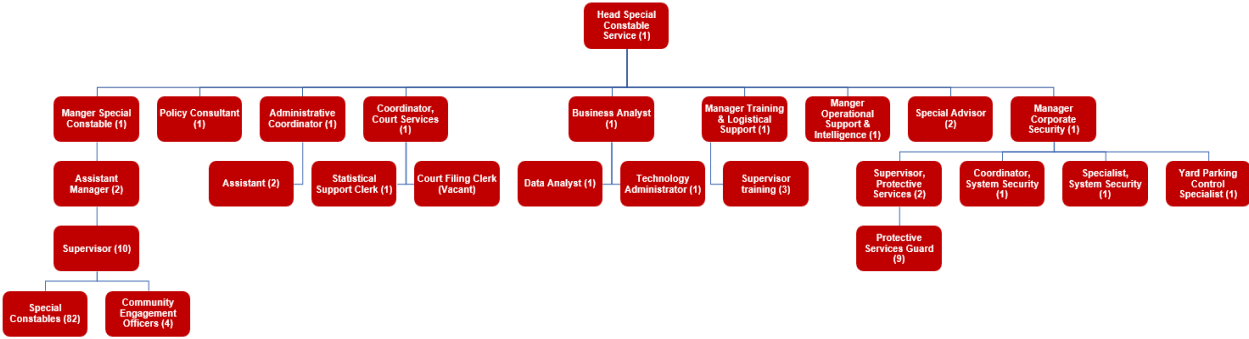 Head Special
Constable
Service (1)
Manger Special
Constable (1)
Policy Consultant
(1)
Administrative
Coordinator (1)
Coordinator,
Court Services
(1)
Business Analyst
(1)
Manager Training
& Logistical
Support (1)
Manger
Operational
Support &
Intelligence (1)
Special Advisor
(2)
Manager
Corporate
Security (1)
Assistant
Manager (2)
Assistant (2)
Statistical
Support Clerk (1)
Court Filing Clerk
(Vacant)
Data Analyst (1)
Technology
Administrator (1)
Supervisor
training (3)
Supervisor,
Protective
Services (2)
Coordinator,
System Security
(1)
Specialist,
System Security
(1)
Yard Parking
Control
Specialist (1)
Supervisor (10)
Protective
Services Guard
(9)
Special
Constables (82)
Community
Engagement
Officers (4)